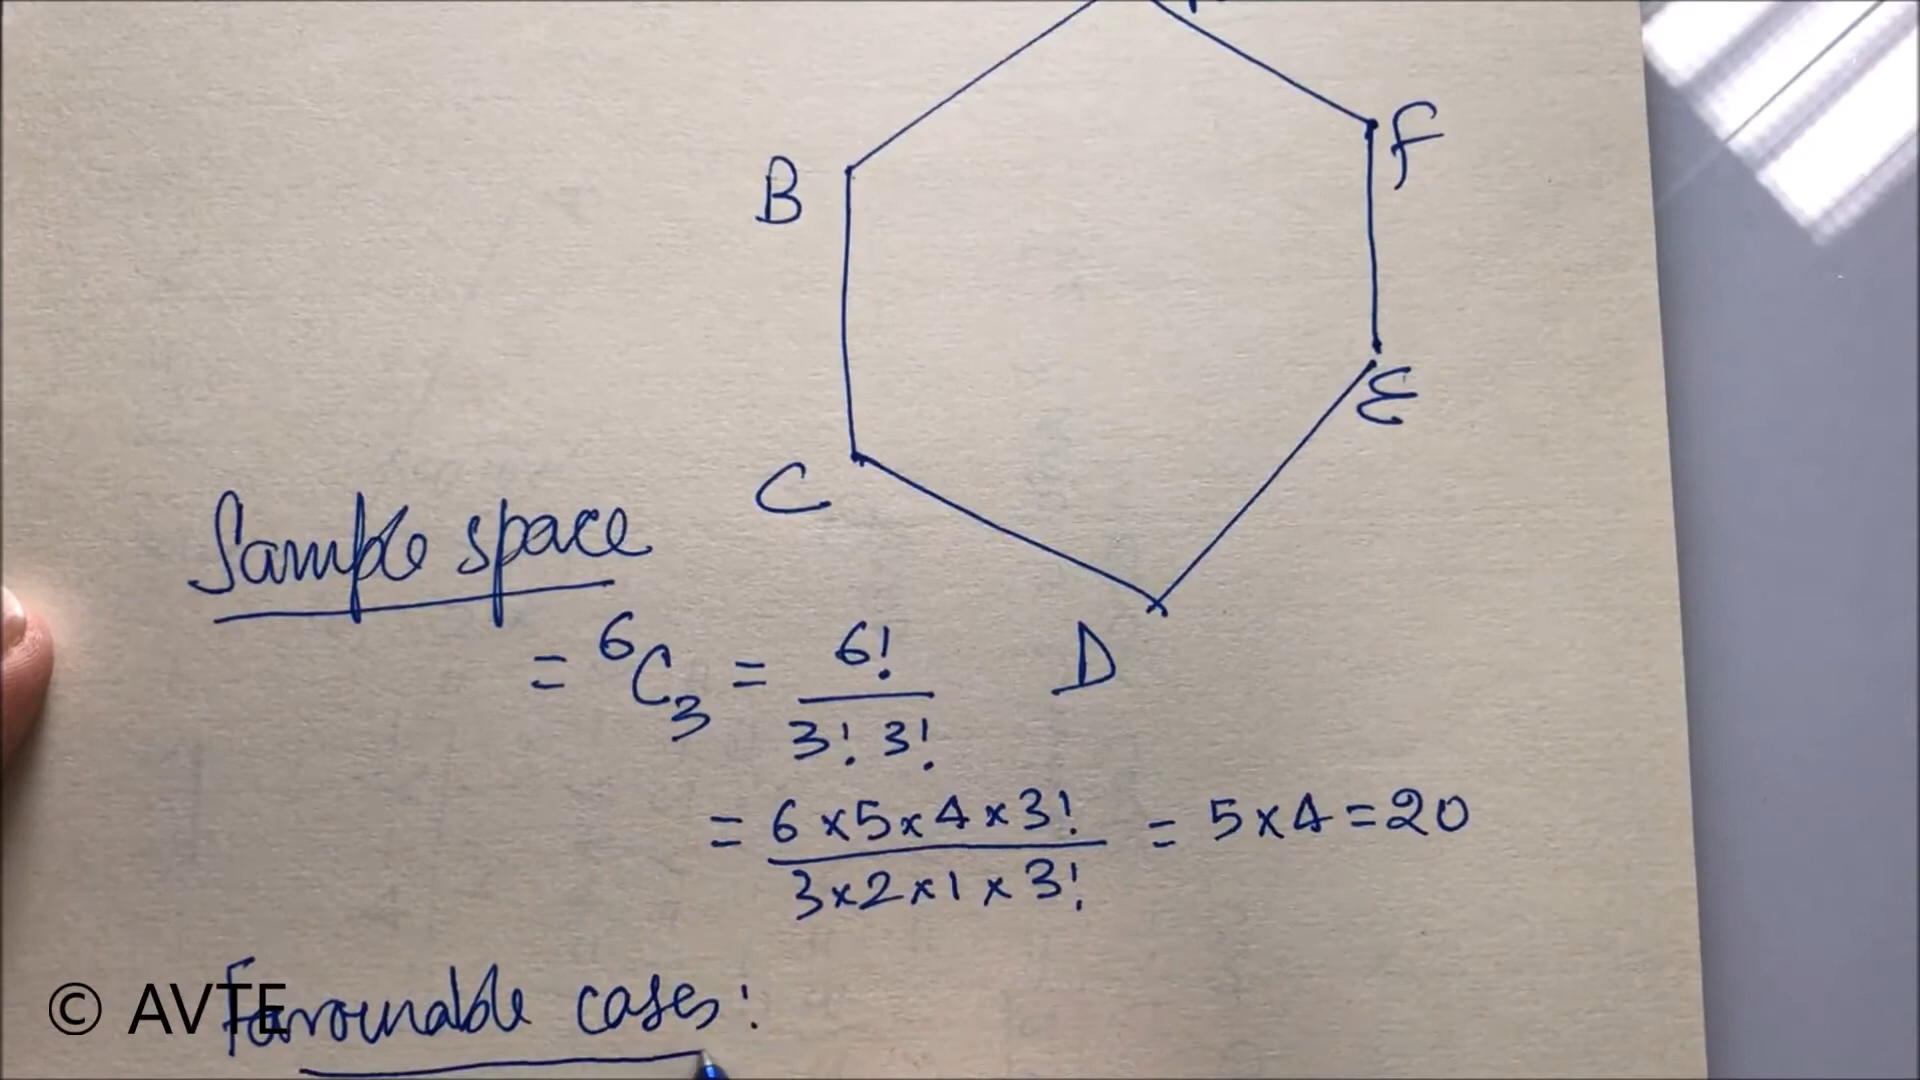 F
B
E
C
Sample space
= ⁶C₃ = 6! / 3! 3!
D
= 6 x 5 x 4 x 3! / 3 x 2 x 1 x 3! = 5 x 4 = 20
Favourable cases:
© AVTE